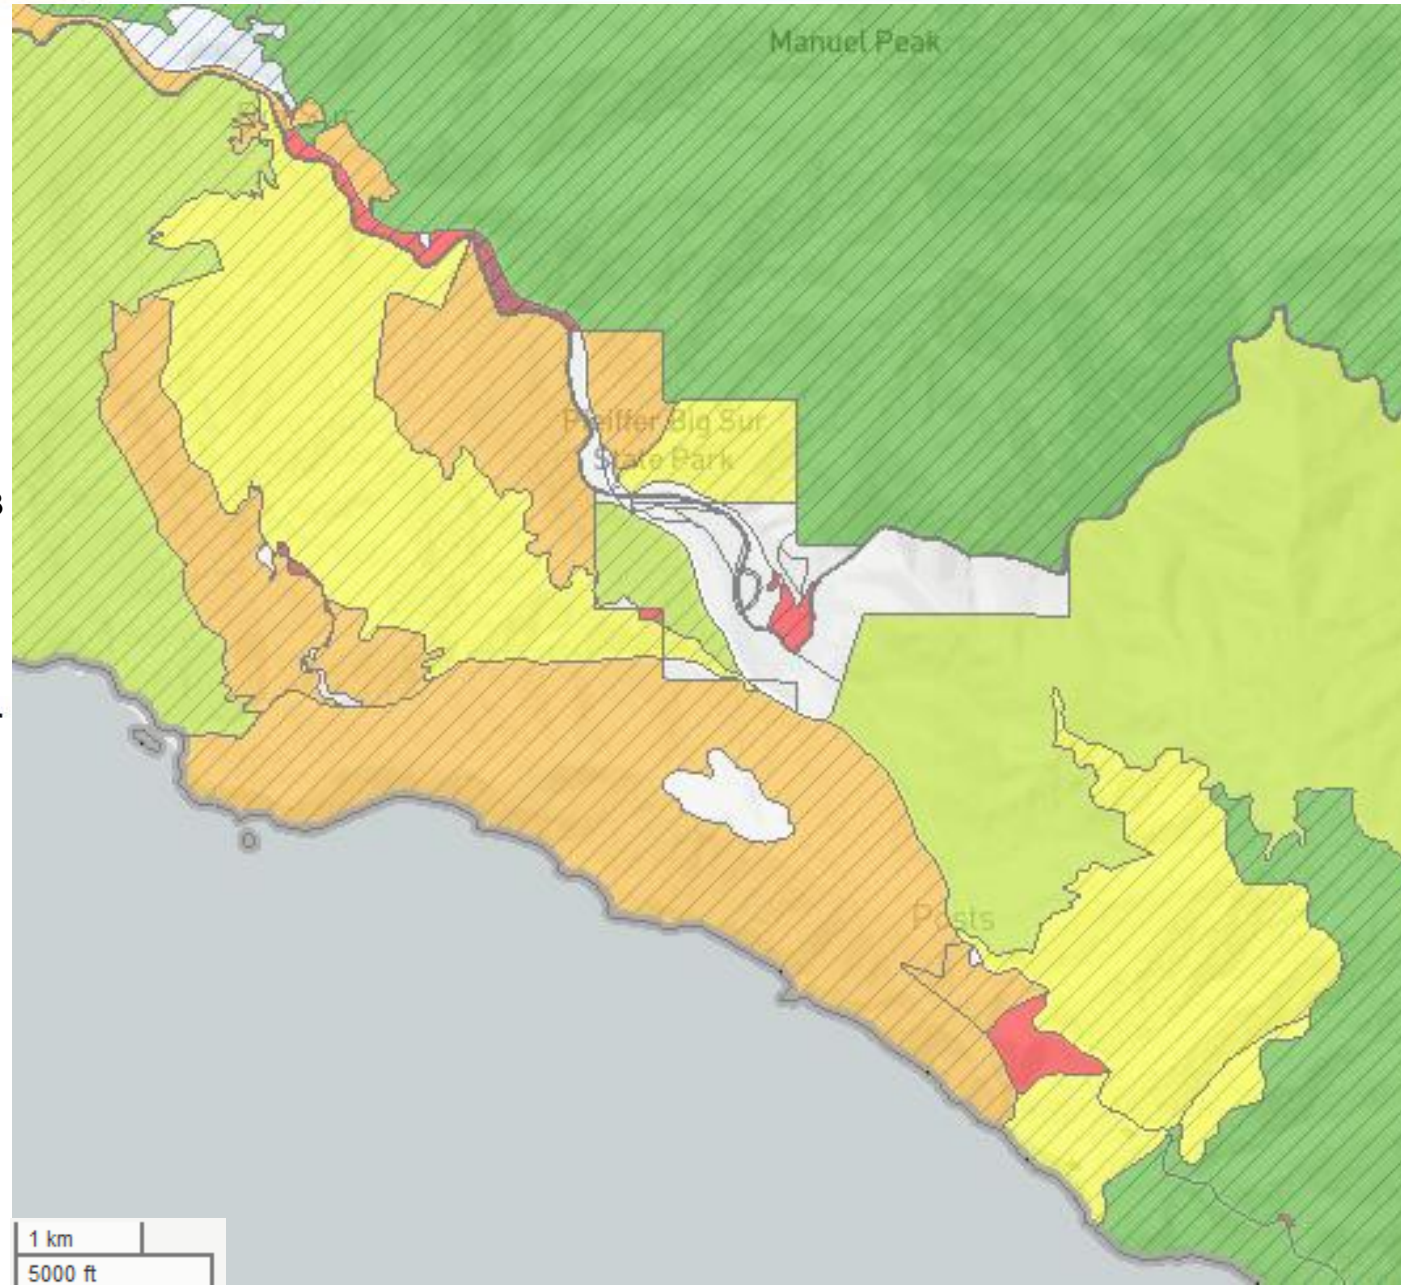 Manuel Peak
Pfeiffer Big Sur
State Park
Posts
1 km
5000 ft